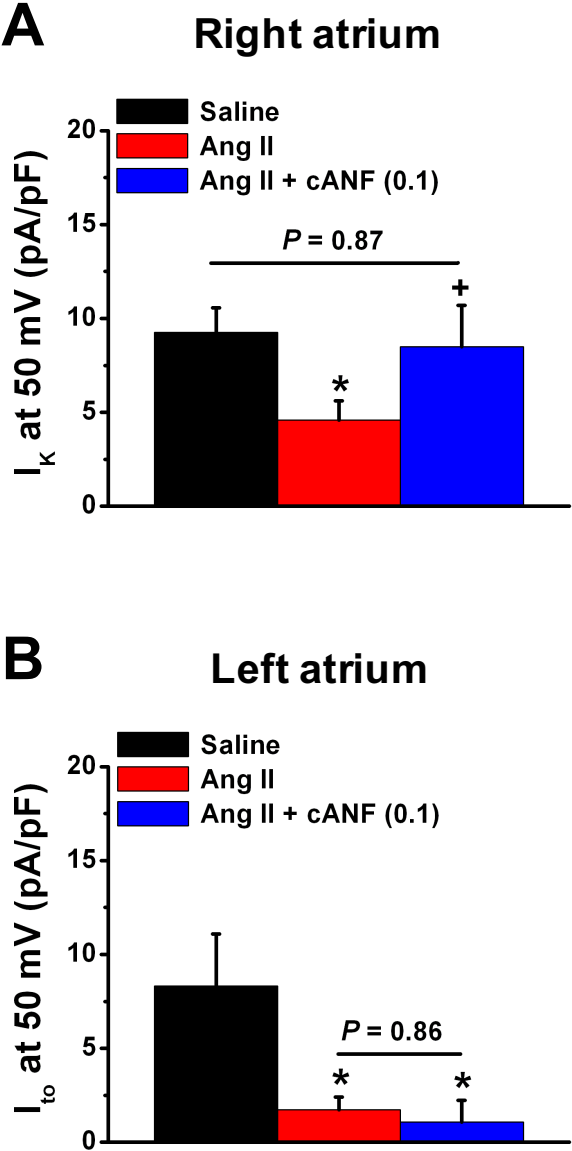 A
Right atrium
Saline
Ang II
Ang II + cANF (0.1)
20
15
10
5
0
I_K at 50 mV (pA/pF)
P = 0.87
+
*
B
Left atrium
Saline
Ang II
Ang II + cANF (0.1)
20
15
10
5
0
I_to at 50 mV (pA/pF)
P = 0.86
* *